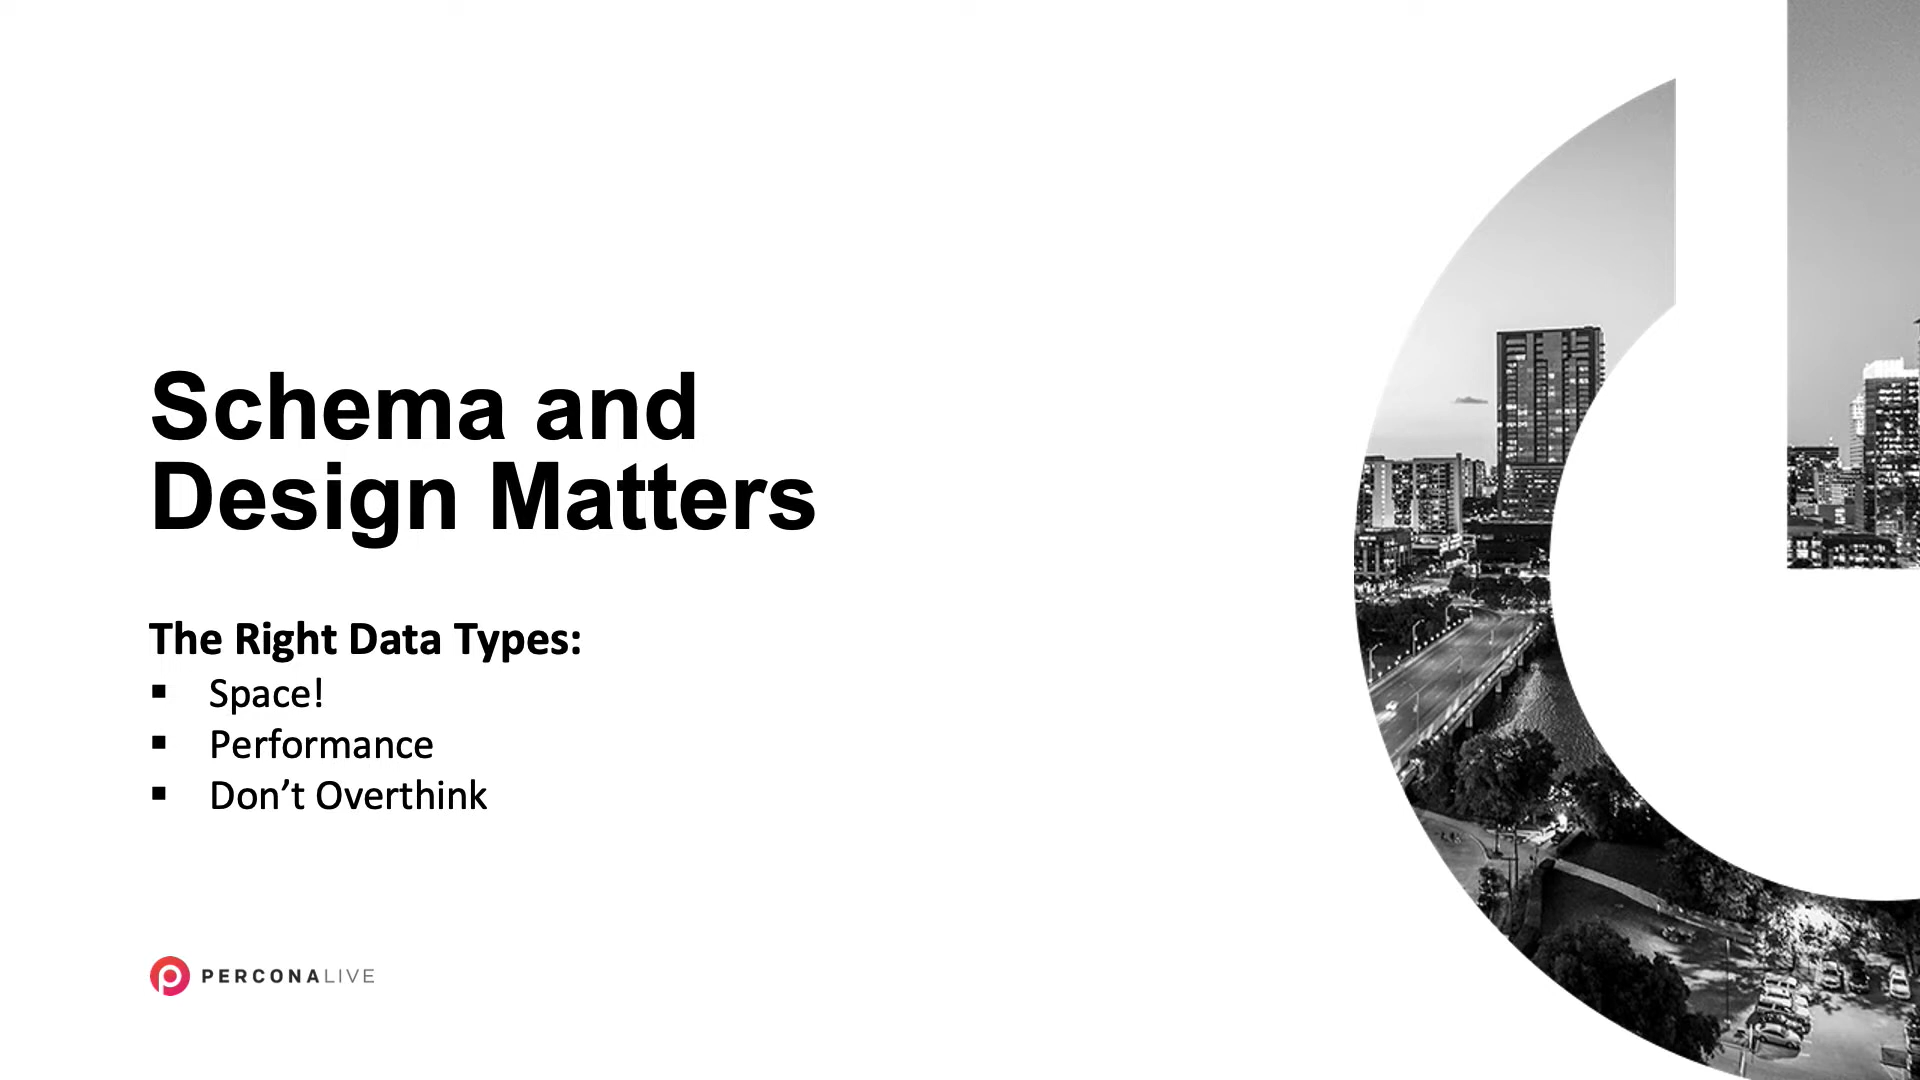 Schema and
Design Matters
The Right Data Types:
▪ Space!
▪ Performance
▪ Don’t Overthink
PERCONALIVE